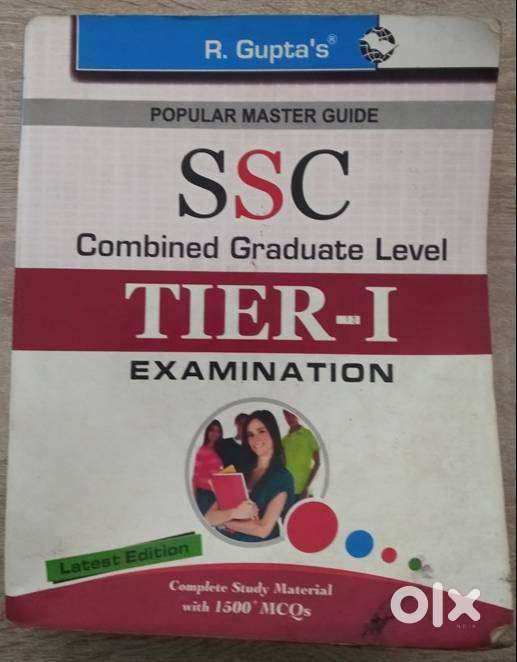 R. Gupta's®
POPULAR MASTER GUIDE
SSC
Combined Graduate Level
TIER-I
EXAMINATION
Latest Edition
Complete Study Material
with 1500+ MCQs
olx
INDIA